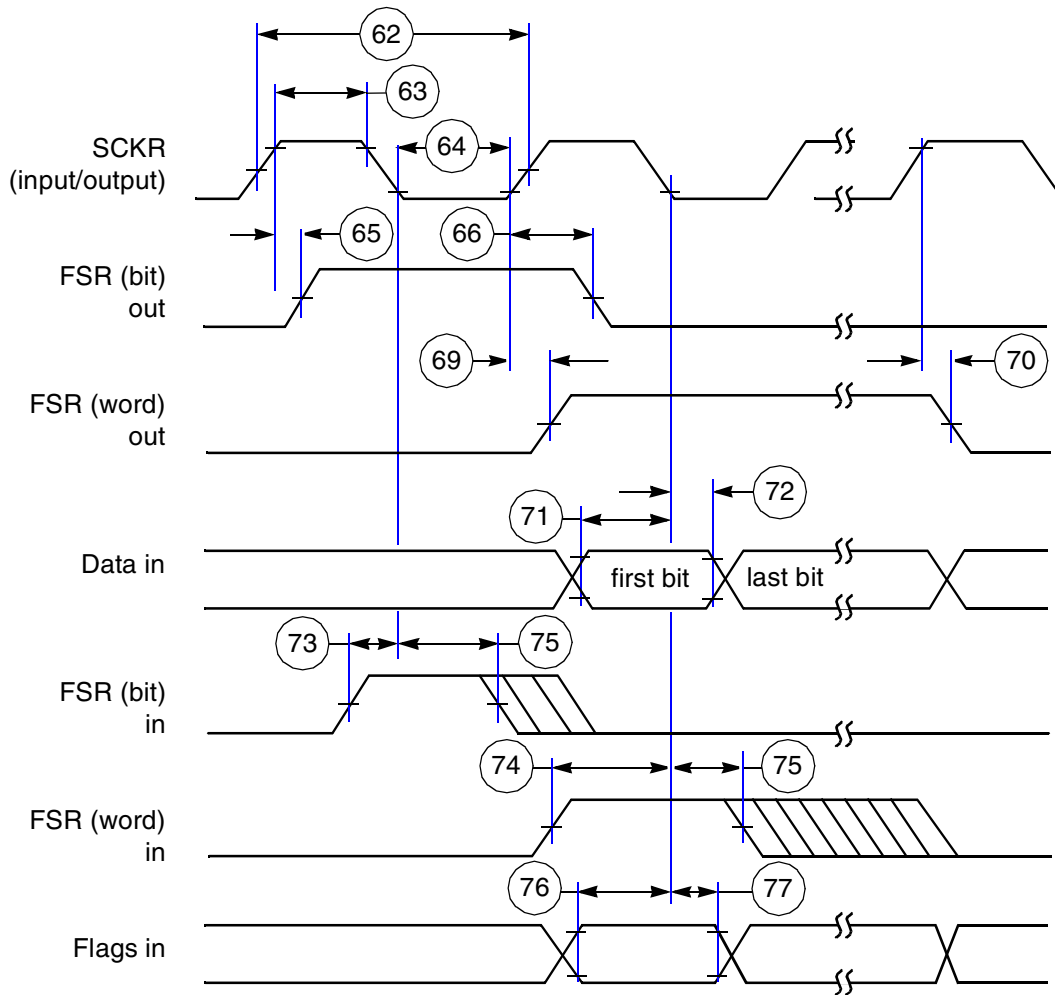 62
63
SCKR
(input/output)
64
65
66
FSR (bit)
out
69
70
FSR (word)
out
72
71
Data in
first bit
last bit
73
75
FSR (bit)
in
74
75
FSR (word)
in
76
77
Flags in